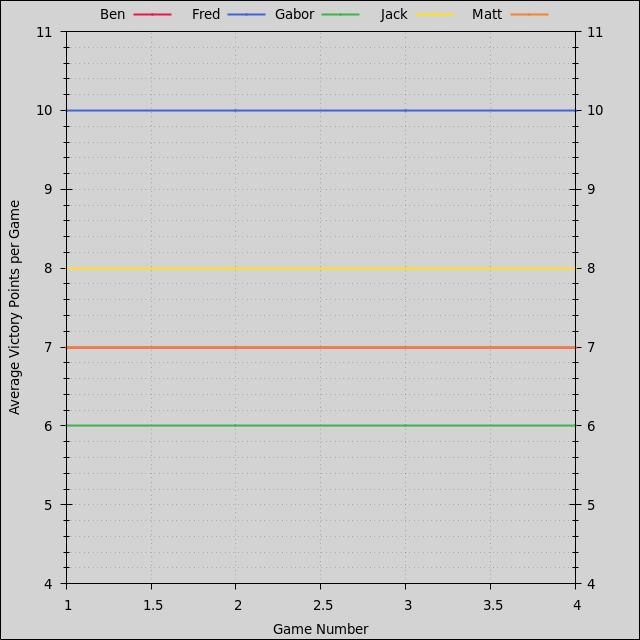 Ben Fred Gabor Jack Matt
11 11
10 10
9 9
8 8
7 7
6 6
5 5
4 4
1 1.5 2 2.5 3 3.5 4
Average Victory Points per Game
Game Number